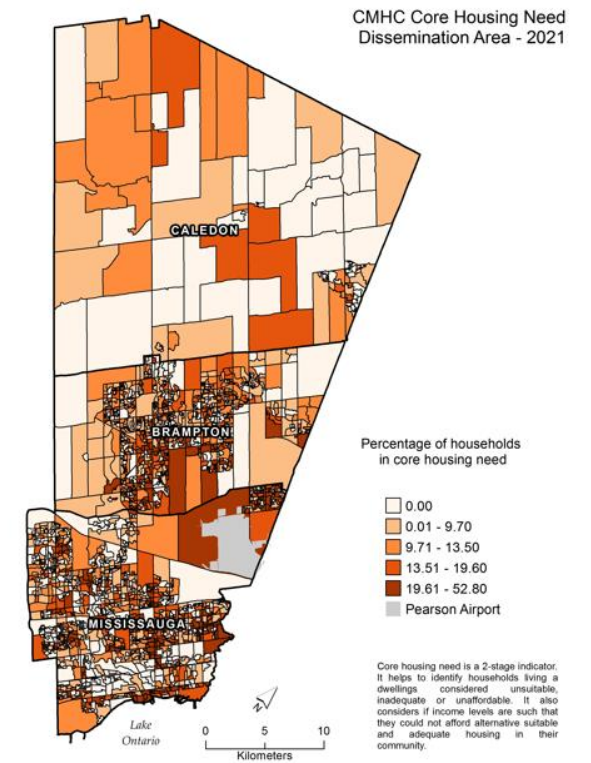 CMHC Core Housing Need
Dissemination Area - 2021
CALEDON
BRAMPTON
Percentage of households
in core housing need
0.00
0.01 - 9.70
9.71 - 13.50
13.51 - 19.60
19.61 - 52.80
Pearson Airport
MISSISSAUGA
Core housing need is a 2-stage indicator.
It helps to identify households living a
dwellings considered unsuitable,
inadequate or unaffordable. It also
considers if income levels are such that
they could not afford alternative suitable
and adequate housing in their
community.
N
Lake
Ontario
0 5 10
Kilometers